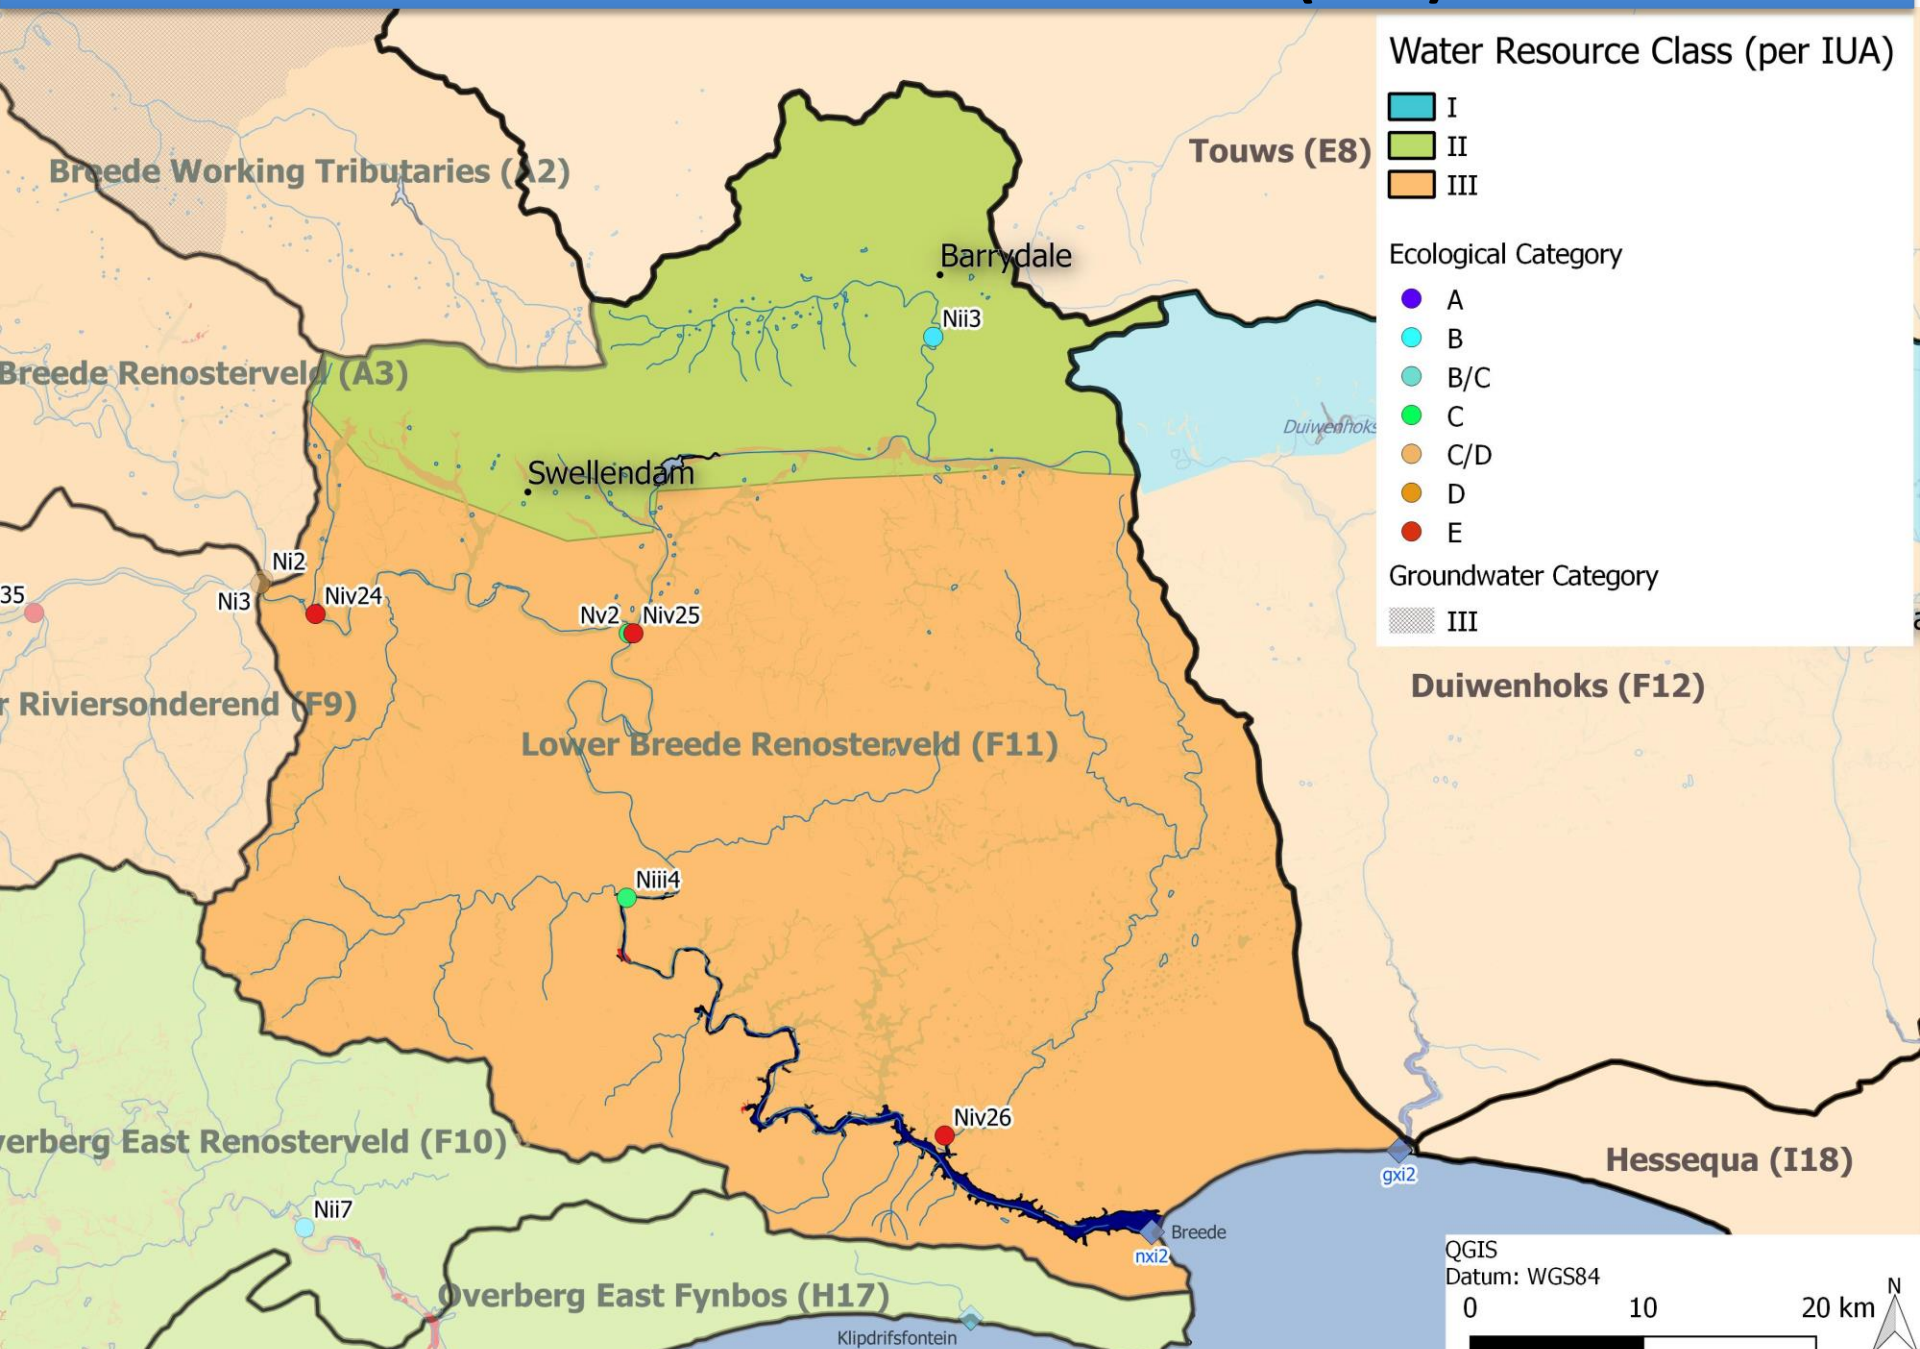 Water Resource Class (per IUA)
I
II
III
Ecological Category
A
B
B/C
C
C/D
D
E
Groundwater Category
III
Breede Working Tributaries (A2)
Touws (E8)
Barrydale
Nii3
Breede Renosterveld (A3)
Duiwenhoks
Swellendam
Ni2
35
Ni3
Niv24
Nv2
Niv25
Duiwenhoks (F12)
r Riviersonderend (F9)
Lower Breede Renosterveld (F11)
Niii4
Niv26
verberg East Renosterveld (F10)
Hessequa (I18)
gxi2
Nii7
Breede
nxi2
Overberg East Fynbos (H17)
Klipdrifsfontein
QGIS
Datum: WGS84
N
0 10 20 km